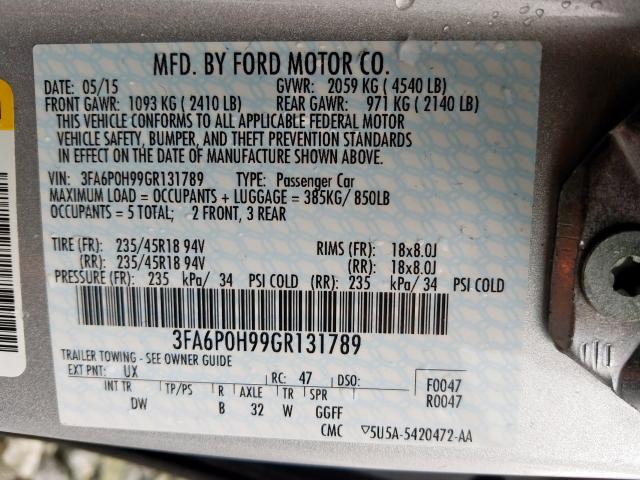 MFD. BY FORD MOTOR CO.
DATE: 05/15 GVWR: 2059 KG ( 4540 LB)
FRONT GAWR: 1093 KG ( 2410 LB) REAR GAWR: 971 KG ( 2140 LB)
THIS VEHICLE CONFORMS TO ALL APPLICABLE FEDERAL MOTOR
VEHICLE SAFETY, BUMPER, AND THEFT PREVENTION STANDARDS
IN EFFECT ON THE DATE OF MANUFACTURE SHOWN ABOVE.
VIN: 3FA6P0H99GR131789 TYPE: Passenger Car
MAXIMUM LOAD = OCCUPANTS + LUGGAGE = 385KG/ 850LB
OCCUPANTS = 5 TOTAL; 2 FRONT, 3 REAR
TIRE (FR): 235/45R18 94V RIMS (FR): 18x8.0J
(RR): 235/45R18 94V (RR): 18x8.0J
PRESSURE (FR): 235 kPa/ 34 PSI COLD (RR): 235 kPa/ 34 PSI COLD
3FA6P0H99GR131789
TRAILER TOWING - SEE OWNER GUIDE
EXT PNT: UX RC: 47 DSO: F0047
INT TR TP/PS R AXLE TR SPR R0047
DW B 32 W GGFF
CMC ▽5U5A-5420472-AA